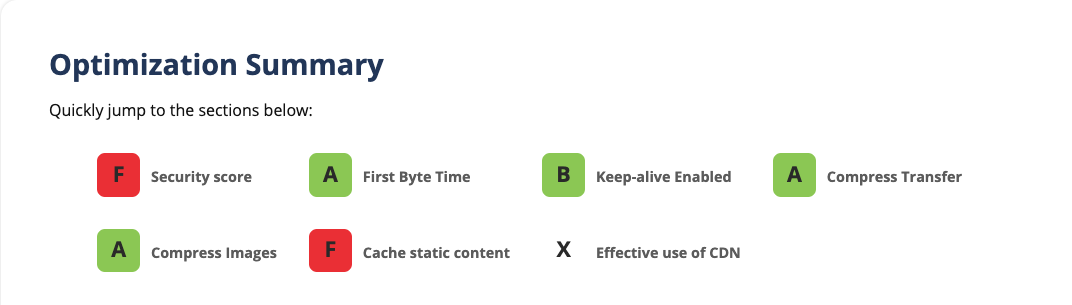 Optimization Summary
Quickly jump to the sections below:
F Security score A First Byte Time B Keep-alive Enabled A Compress Transfer
A Compress Images F Cache static content X Effective use of CDN